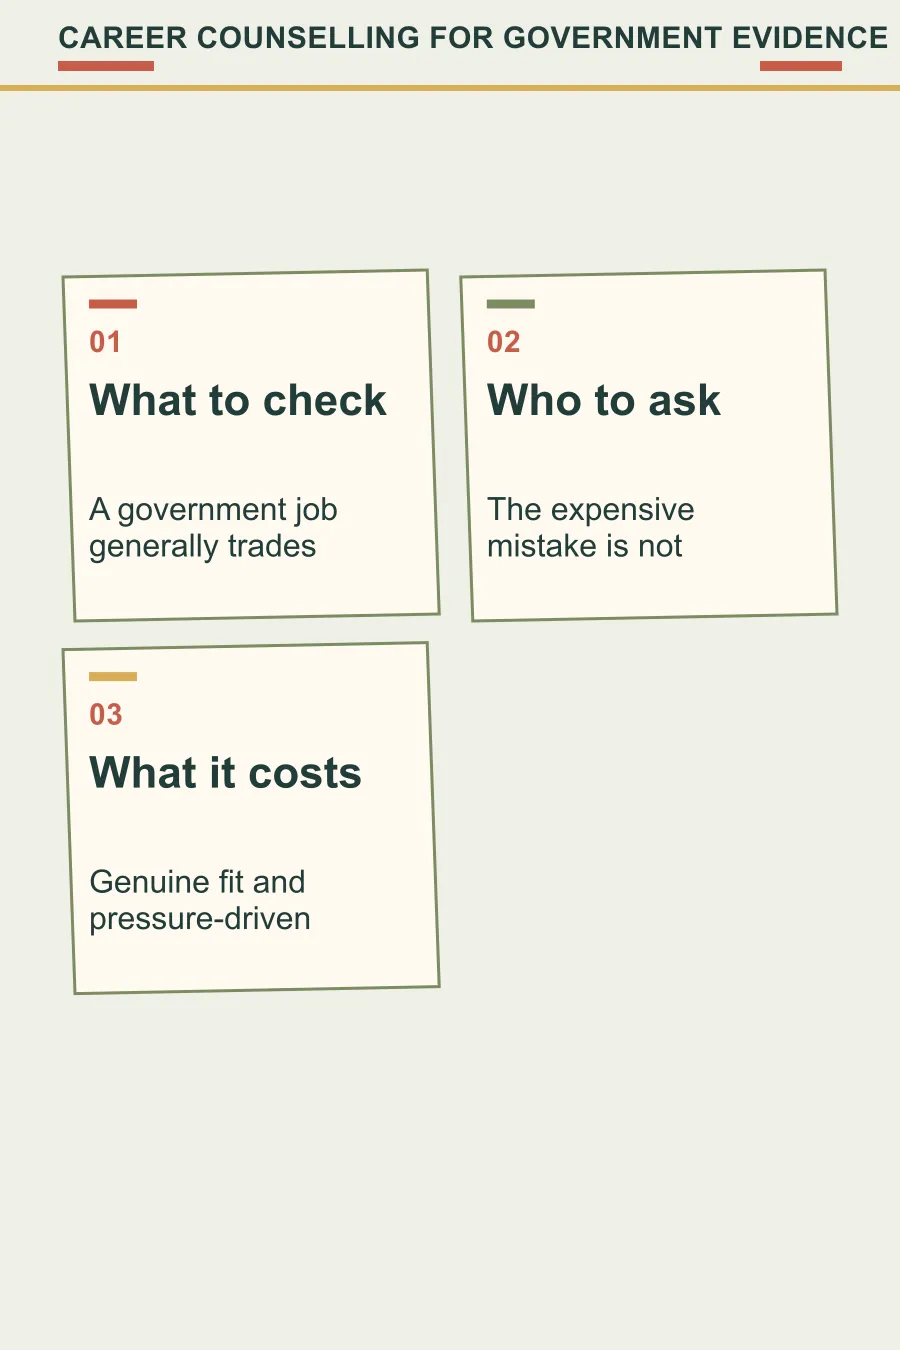 CAREER COUNSELLING FOR GOVERNMENT EVIDENCE
01
What to check
A government job
generally trades
02
Who to ask
The expensive
mistake is not
03
What it costs
Genuine fit and
pressure-driven